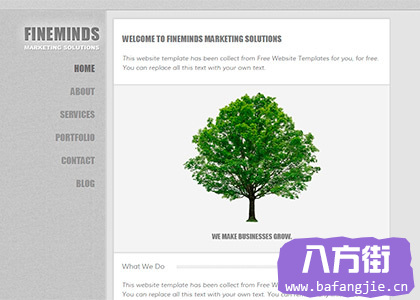 FINEMINDS
MARKETING SOLUTIONS
HOME
ABOUT
SERVICES
PORTFOLIO
CONTACT
BLOG
WELCOME TO FINEMINDS MARKETING SOLUTIONS
This website template has been collect from Free Website Templates for you, for free.
You can replace all this text with your own text.
WE MAKE BUSINESSES GROW.
What We Do
This website template has been collect from Free Website
You can replace all this text with your own text. You can
八方街
www.bafangjie.cn